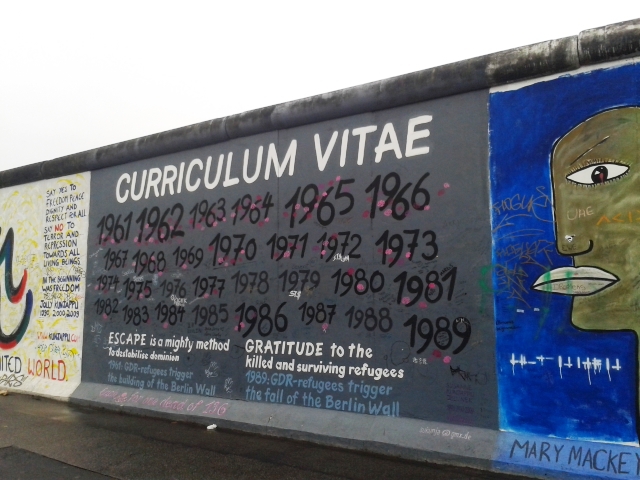 SAY YES TO
FREEDOM PEACE
DIGNITY AND
RESPECT FOR ALL
SAY NO TO
TERROR AND
REPRESSION
TOWARDS ALL
LIVING BEINGS
IN THE BEGINNING
WAS FREEDOM
JOLLY KUNJAPPU
1990, 2000, 2009
UNITED WORLD
CURRICULUM VITAE
1961 1962 1963 1964 1965 1966
1967 1968 1969 1970 1971 1972 1973
1974 1975 1976 1977 1978 1979 1980 1981
1982 1983 1984 1985 1986 1987 1988 1989
ESCAPE is a mighty method
to destabilise dominion
1961: GDR-refugees trigger
the building of the Berlin Wall
GRATITUDE to the
killed and surviving refugees
1989: GDR-refugees trigger
the fall of the Berlin Wall
MARY MACKEY